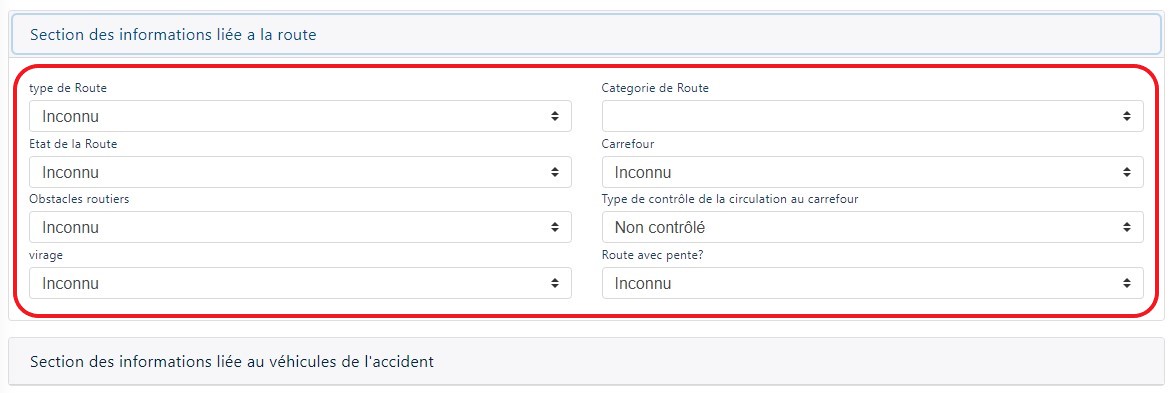 Section des informations liée a la route
type de Route
Categorie de Route
Inconnu
Etat de la Route
Carrefour
Inconnu
Inconnu
Obstacles routiers
Type de contrôle de la circulation au carrefour
Inconnu
Non contrôlé
virage
Route avec pente?
Inconnu
Inconnu
Section des informations liée au véhicules de l'accident